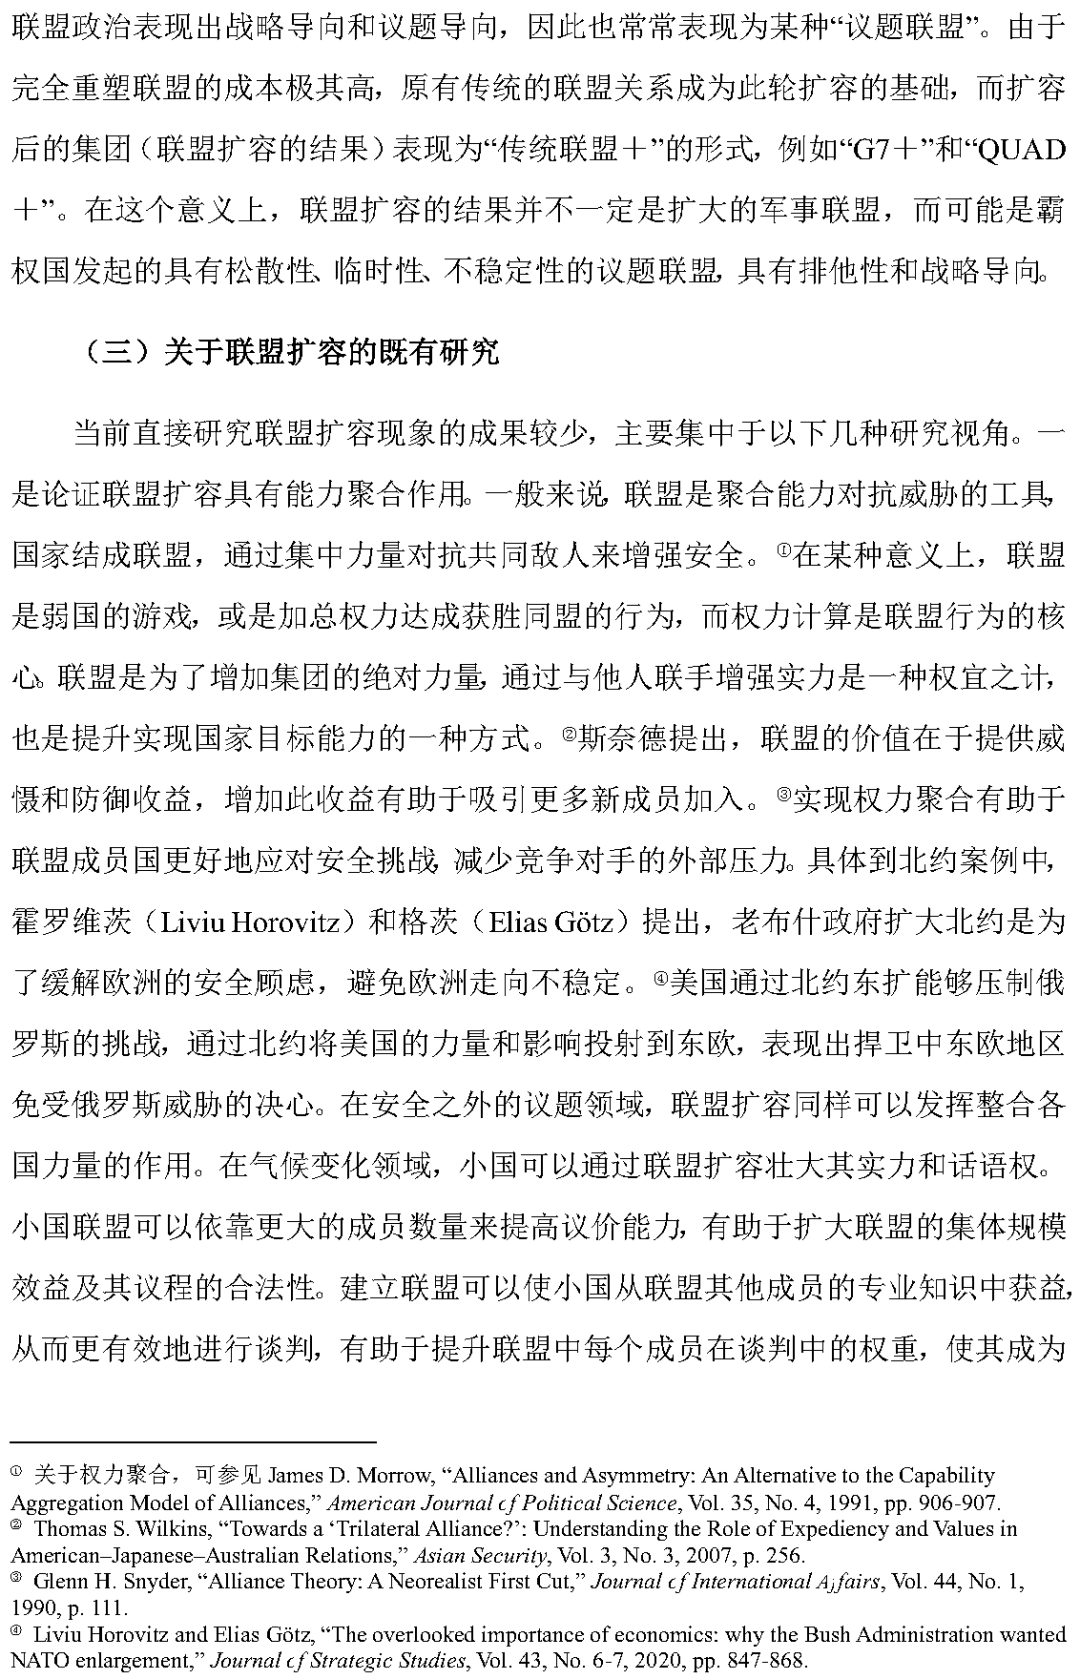 联盟政治表现出战略导向和议题导向，因此也常常表现为某种“议题联盟”。由于
完全重塑联盟的成本极其高，原有传统的联盟关系成为此轮扩容的基础，而扩容
后的集团（联盟扩容的结果）表现为“传统联盟＋”的形式，例如“G7＋”和“QUAD
＋”。在这个意义上，联盟扩容的结果并不一定是扩大的军事联盟，而可能是霸
权国发起的具有松散性、临时性、不稳定性的议题联盟，具有排他性和战略导向。
（三）关于联盟扩容的既有研究
当前直接研究联盟扩容现象的成果较少，主要集中于以下几种研究视角。一
是论证联盟扩容具有能力聚合作用。一般来说，联盟是聚合能力对抗威胁的工具，
国家结成联盟，通过集中力量对抗共同敌人来增强安全。①在某种意义上，联盟
是弱国的游戏，或是加总权力达成获胜同盟的行为，而权力计算是联盟行为的核
心。联盟是为了增加集团的绝对力量，通过与他人联手增强实力是一种权宜之计，
也是提升实现国家目标能力的一种方式。②斯奈德提出，联盟的价值在于提供威
慑和防御收益，增加此收益有助于吸引更多新成员加入。③实现权力聚合有助于
联盟成员国更好地应对安全挑战，减少竞争对手的外部压力。具体到北约案例中，
霍罗维茨（Liviu Horovitz）和格茨（Elias Götz）提出，老布什政府扩大北约是为
了缓解欧洲的安全顾虑，避免欧洲走向不稳定。④美国通过北约东扩能够压制俄
罗斯的挑战，通过北约将美国的力量和影响投射到东欧，表现出捍卫中东欧地区
免受俄罗斯威胁的决心。在安全之外的议题领域，联盟扩容同样可以发挥整合各
国力量的作用。在气候变化领域，小国可以通过联盟扩容壮大其实力和话语权。
小国联盟可以依靠更大的成员数量来提高议价能力，有助于扩大联盟的集体规模
效益及其议程的合法性。建立联盟可以使小国从联盟其他成员的专业知识中获益，
从而更有效地进行谈判，有助于提升联盟中每个成员在谈判中的权重，使其成为
① 关于权力聚合，可参见 James D. Morrow, “Alliances and Asymmetry: An Alternative to the Capability
Aggregation Model of Alliances,” American Journal of Political Science, Vol. 35, No. 4, 1991, pp. 906-907.
② Thomas S. Wilkins, “Towards a ‘Trilateral Alliance?’: Understanding the Role of Expediency and Values in
American–Japanese–Australian Relations,” Asian Security, Vol. 3, No. 3, 2007, p. 256.
③ Glenn H. Snyder, “Alliance Theory: A Neorealist First Cut,” Journal of International Affairs, Vol. 44, No. 1,
1990, p. 111.
④ Liviu Horovitz and Elias Götz, “The overlooked importance of economics: why the Bush Administration wanted
NATO enlargement,” Journal of Strategic Studies, Vol. 43, No. 6-7, 2020, pp. 847-868.